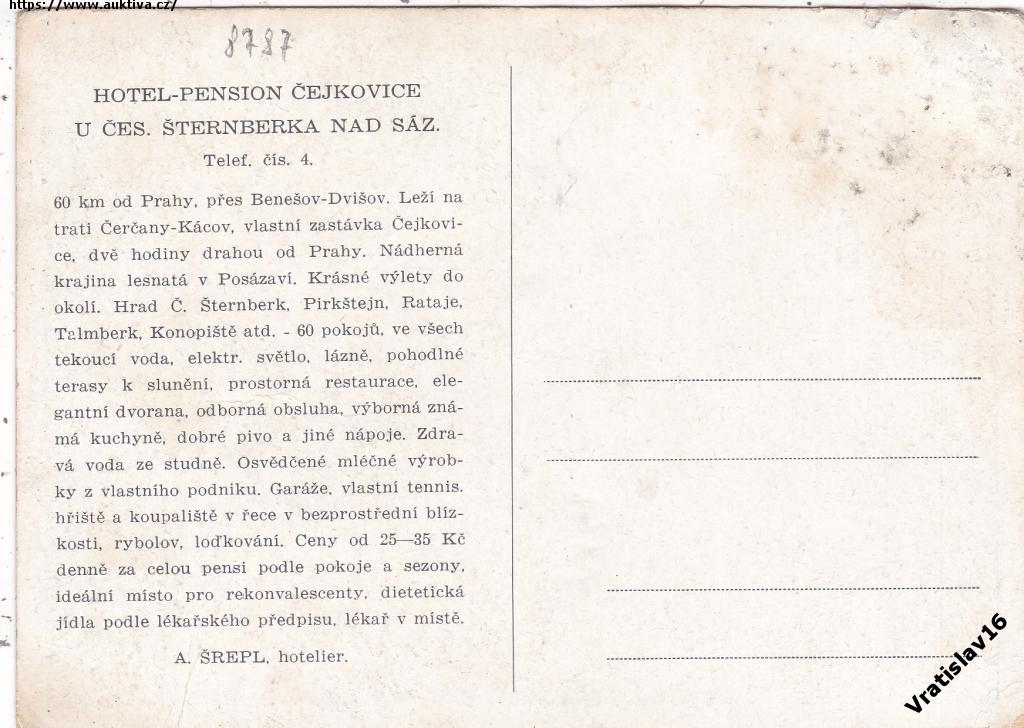 https://www.auktiva.cz/
8787
HOTEL-PENSION ČEJKOVICE
U ČES. ŠTERNBERKA NAD SÁZ.
Telef. čís. 4.
60 km od Prahy, přes Benešov-Dvišov. Leží na
trati Čerčany-Kácov, vlastní zastávka Čejkovi-
ce, dvě hodiny drahou od Prahy. Nádherná
krajina lesnatá v Posázaví. Krásné výlety do
okolí. Hrad Č. Šternberk, Pirkštejn, Rataje,
Talmberk, Konopiště atd. - 60 pokojů, ve všech
tekoucí voda, elektr. světlo, lázně, pohodlné
terasy k slunění, prostorná restaurace, ele-
gantní dvorana, odborná obsluha, výborná zná-
má kuchyně, dobré pivo a jiné nápoje. Zdra-
vá voda ze studně. Osvědčené mléčné výrob-
ky z vlastního podniku. Garáže, vlastní tennis.
hřiště a koupaliště v řece v bezprostřední blíz-
kosti, rybolov, loďkování. Ceny od 25—35 Kč
denně za celou pensi podle pokoje a sezony,
ideální místo pro rekonvalescenty, dietetická
jídla podle lékařského předpisu, lékař v místě.
A. ŠREPL, hotelier.
Vratislav16